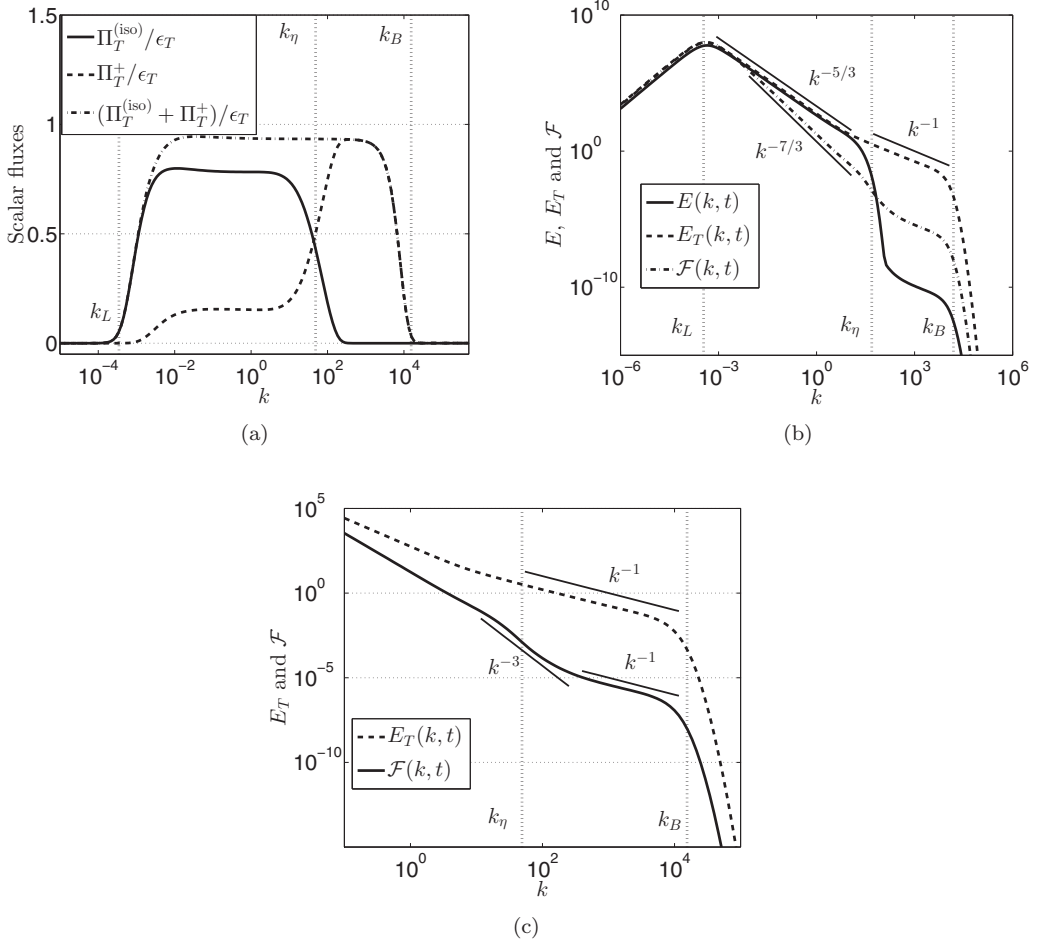 1.5
1
0.5
0
Scalar fluxes
Π_T^(iso)/ϵ_T
Π_T^+/ϵ_T
(Π_T^(iso) + Π_T^+)/ϵ_T
k_L
k_η
k_B
10^−4 10^−2 10^0 10^2 10^4
k
(a)
10^10
10^0
10^−10
E, E_T and ℱ
k^−5/3
k^−1
k^−7/3
E(k, t)
E_T(k, t)
ℱ(k, t)
k_L
k_η
k_B
10^−6 10^−3 10^0 10^3 10^6
k
(b)
10^5
10^0
10^−5
10^−10
E_T and ℱ
k^−1
k^−3
k^−1
E_T(k, t)
ℱ(k, t)
k_η
k_B
10^0 10^2 10^4
k
(c)